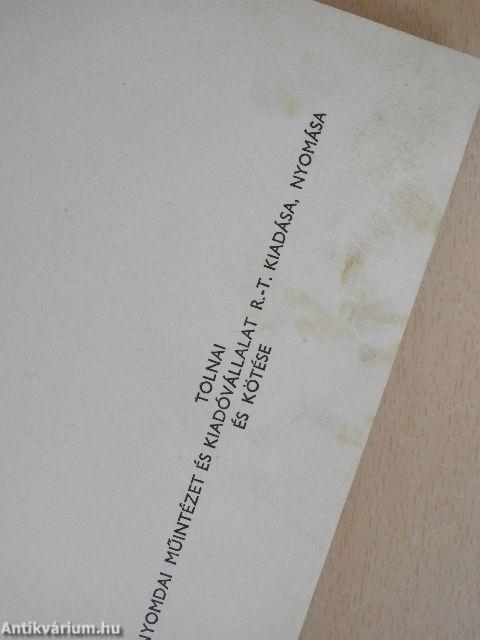 TOLNAI
NYOMDAI MŰINTÉZET ÉS KIADÓVÁLLALAT R.-T. KIADÁSA, NYOMÁSA
ÉS KÖTÉSE
Antikvárium.hu